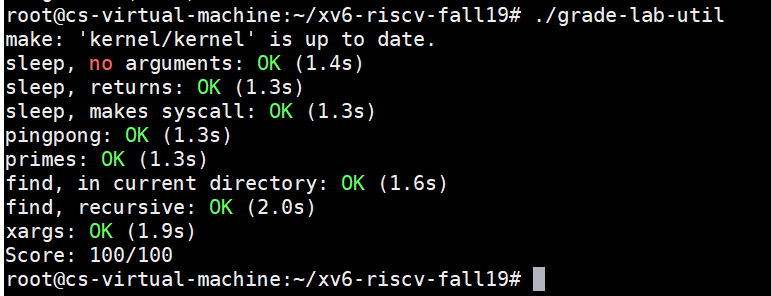 root@cs-virtual-machine:~/xv6-riscv-fall19# ./grade-lab-util
make: 'kernel/kernel' is up to date.
sleep, no arguments: OK (1.4s)
sleep, returns: OK (1.3s)
sleep, makes syscall: OK (1.3s)
pingpong: OK (1.3s)
primes: OK (1.3s)
find, in current directory: OK (1.6s)
find, recursive: OK (2.0s)
xargs: OK (1.9s)
Score: 100/100
root@cs-virtual-machine:~/xv6-riscv-fall19#